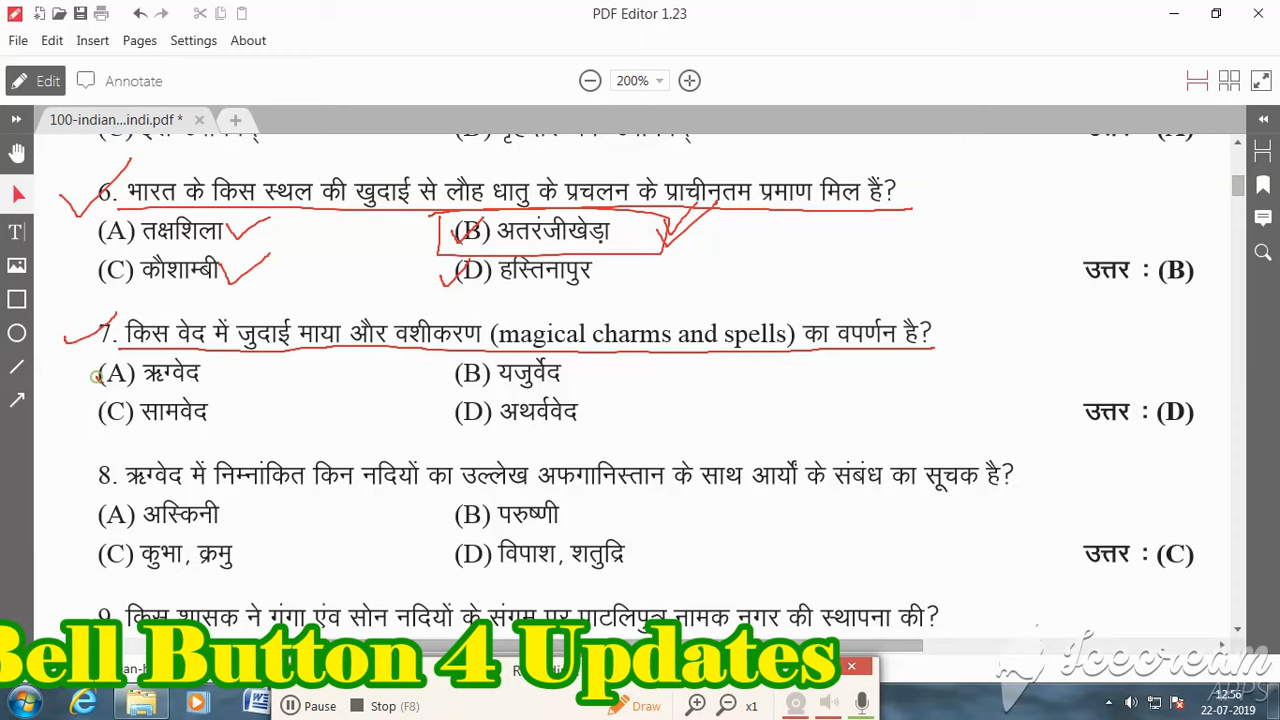 PDF Editor 1.23
File Edit Insert Pages Settings About
Edit Annotate 200%
100-indian...indi.pdf *
6. भारत के किस स्थल की खुदाई से लौह धातु के प्रचलन के प्राचीनतम प्रमाण मिल हैं?
(A) तक्षशिला (B) अतरंजीखेड़ा
(C) कौशाम्बी (D) हस्तिनापुर उत्तर : (B)
7. किस वेद में जुदाई माया और वशीकरण (magical charms and spells) का वपर्णन है?
(A) ऋग्वेद (B) यजुर्वेद
(C) सामवेद (D) अथर्ववेद उत्तर : (D)
8. ऋग्वेद में निम्नांकित किन नदियों का उल्लेख अफगानिस्तान के साथ आर्यों के संबंध का सूचक है?
(A) अस्किनी (B) परुष्णी
(C) कुभा, क्रमु (D) विपाश, शतुद्रि उत्तर : (C)
9. किस शासक ने गंगा एंव सोन नदियों के संगम पर पाटलिपुत्र नामक नगर की स्थापना की?
Bell Button 4 Updates
Icecream
APPS
Pause Stop (F8) Draw x1
12:56
22-07-2019